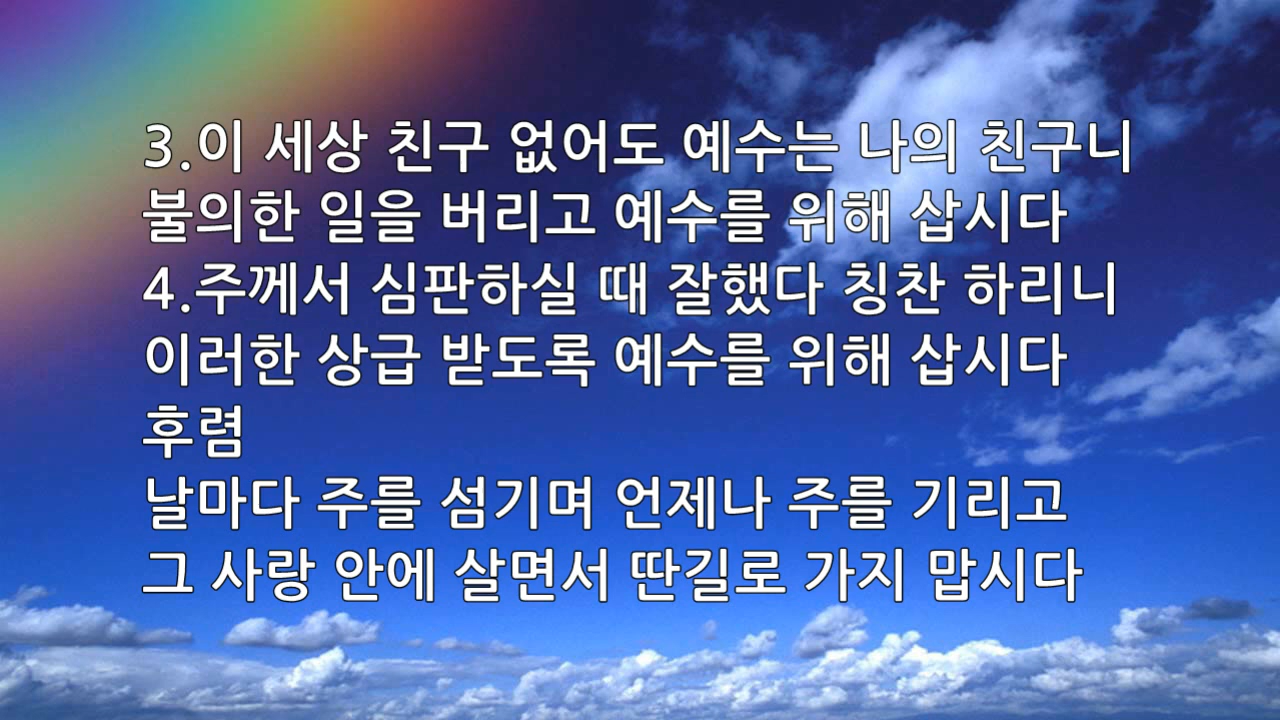 3.이 세상 친구 없어도 예수는 나의 친구니
불의한 일을 버리고 예수를 위해 삽시다
4.주께서 심판하실 때 잘했다 칭찬 하리니
이러한 상급 받도록 예수를 위해 삽시다
후렴
날마다 주를 섬기며 언제나 주를 기리고
그 사랑 안에 살면서 딴길로 가지 맙시다